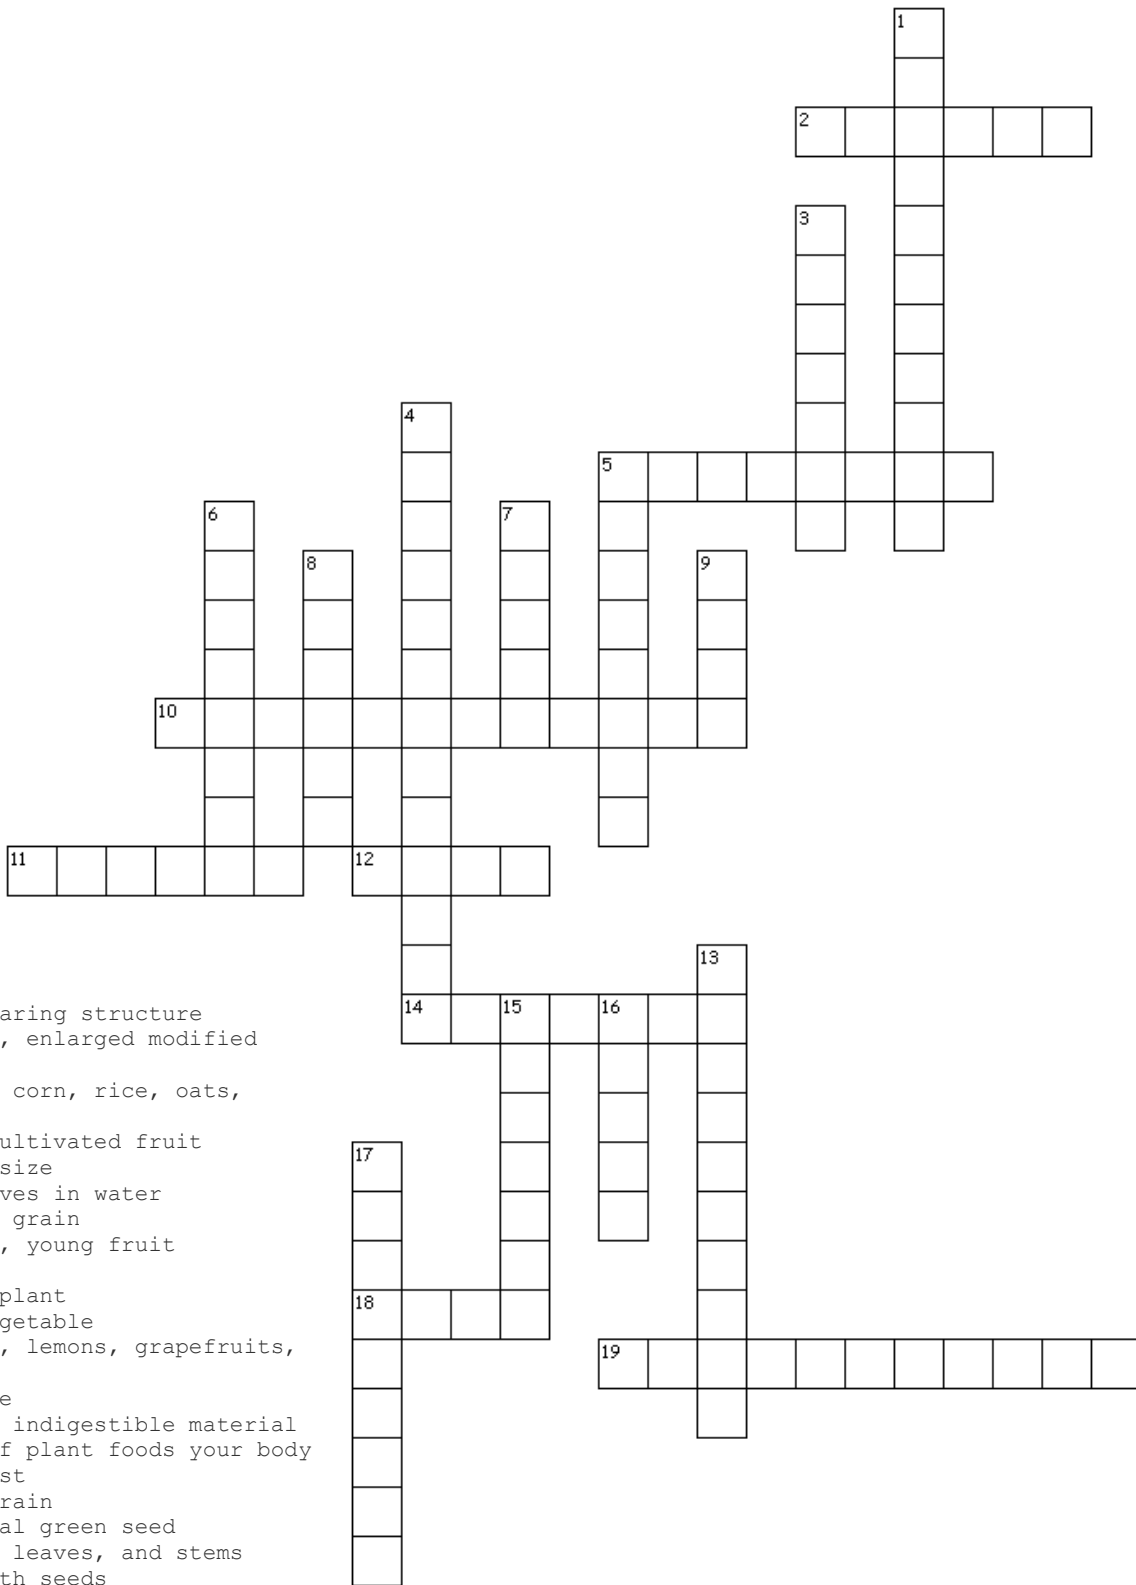 1
2
3
4
5
6
7
8
9
10
11
12
13
14 15 16
17
18
19
aring structure
, enlarged modified
corn, rice, oats,
ultivated fruit
size
ves in water
grain
, young fruit
plant
getable
, lemons, grapefruits,
e
indigestible material
f plant foods your body
st
rain
al green seed
leaves, and stems
th seeds